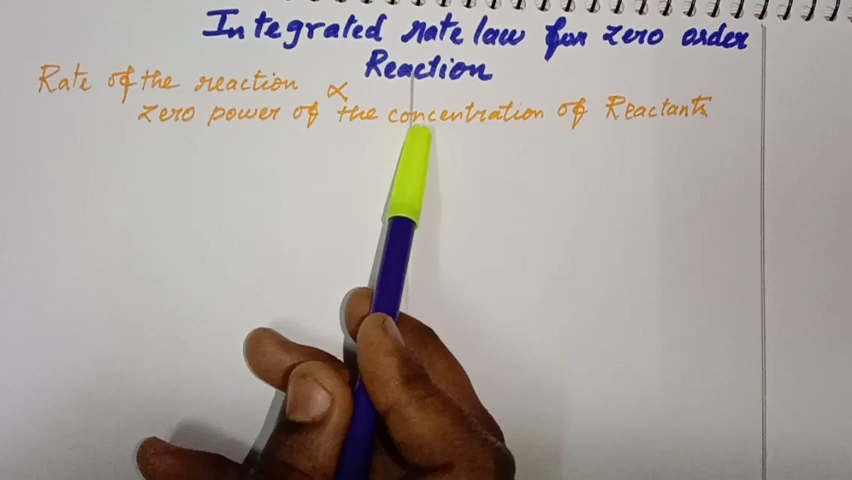 Integrated rate law for zero order
Reaction
Rate of the reaction ∝
zero power of the concentration of Reactants.